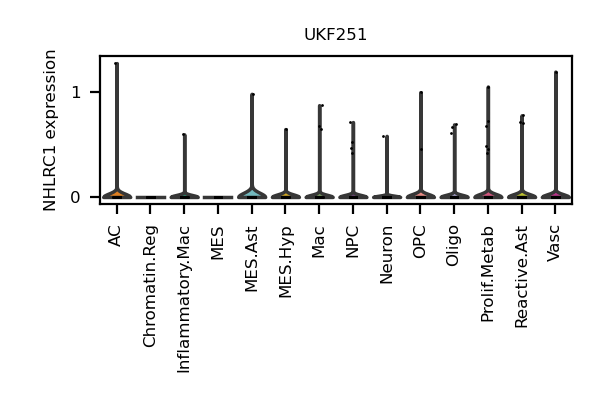 UKF251
NHLRC1 expression
1
0
AC
Chromatin.Reg
Inflammatory.Mac
MES
MES.Ast
MES.Hyp
Mac
NPC
Neuron
OPC
Oligo
Prolif.Metab
Reactive.Ast
Vasc